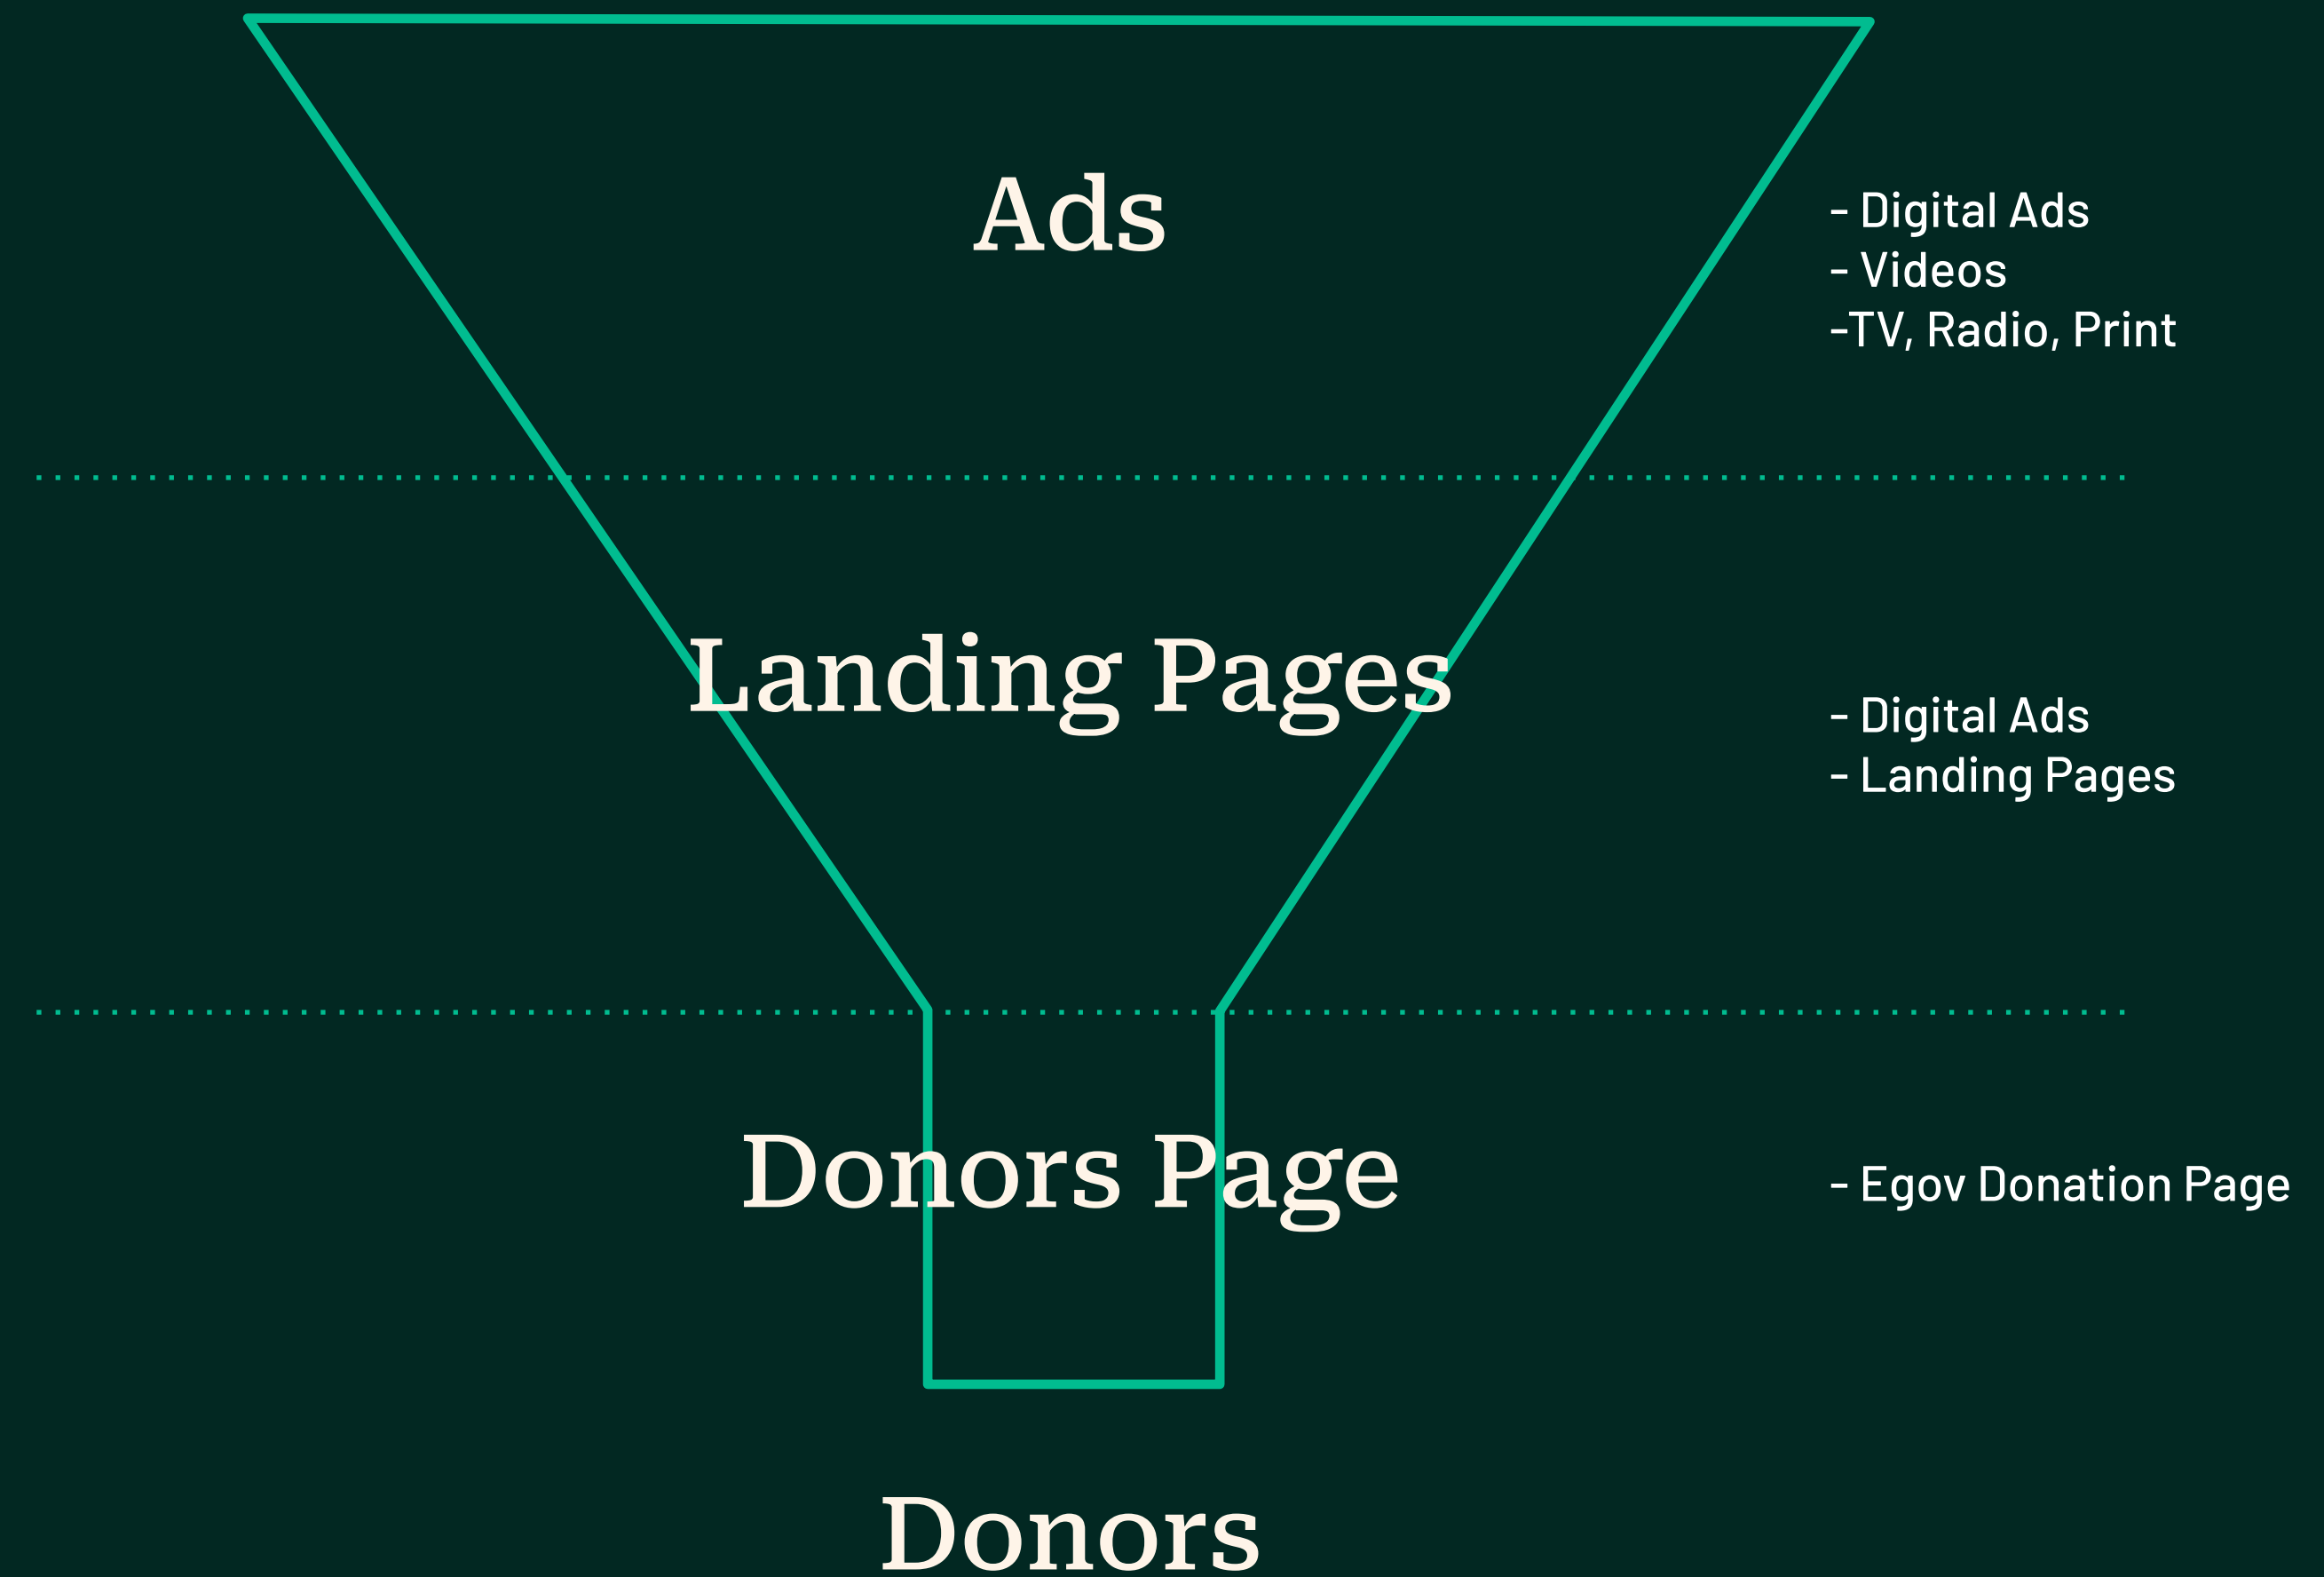 Ads
- Digital Ads
- Videos
-TV, Radio, Print
Landing Pages
- Digital Ads
- Landing Pages
Donors Page
- Egov Donation Page
Donors